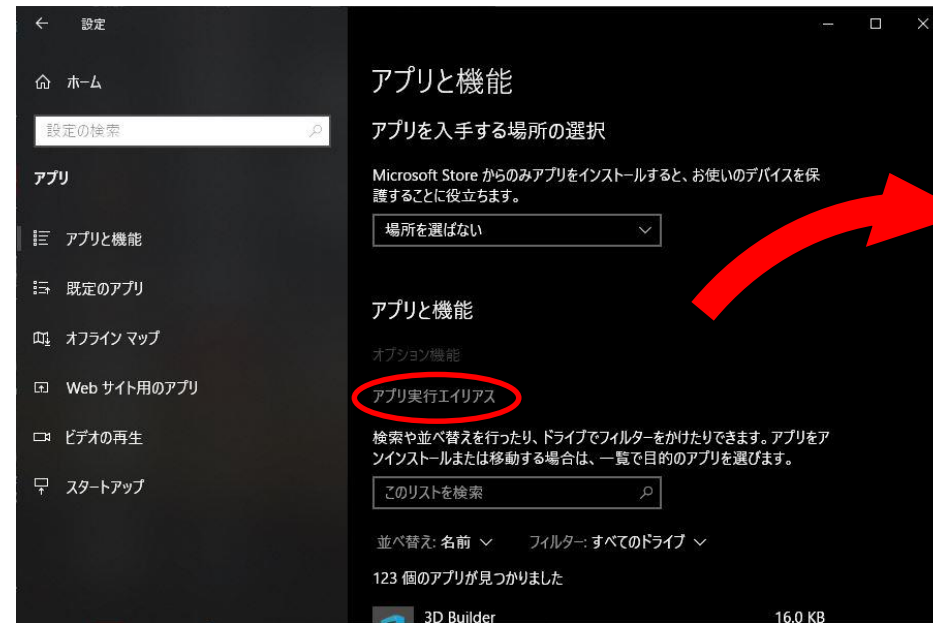 設定
ホーム
設定の検索
アプリ
アプリと機能
既定のアプリ
オフライン マップ
Web サイト用のアプリ
ビデオの再生
スタートアップ
アプリと機能
アプリを入手する場所の選択
Microsoft Store からのみアプリをインストールすると、お使いのデバイスを保
護することに役立ちます。
場所を選ばない
アプリと機能
オプション機能
アプリ実行エイリアス
検索や並べ替えを行ったり、ドライブでフィルターをかけたりできます。アプリをア
ンインストールまたは移動する場合は、一覧で目的のアプリを選びます。
このリストを検索
並べ替え: 名前 フィルター: すべてのドライブ
123 個のアプリが見つかりました
3D Builder 16.0 KB